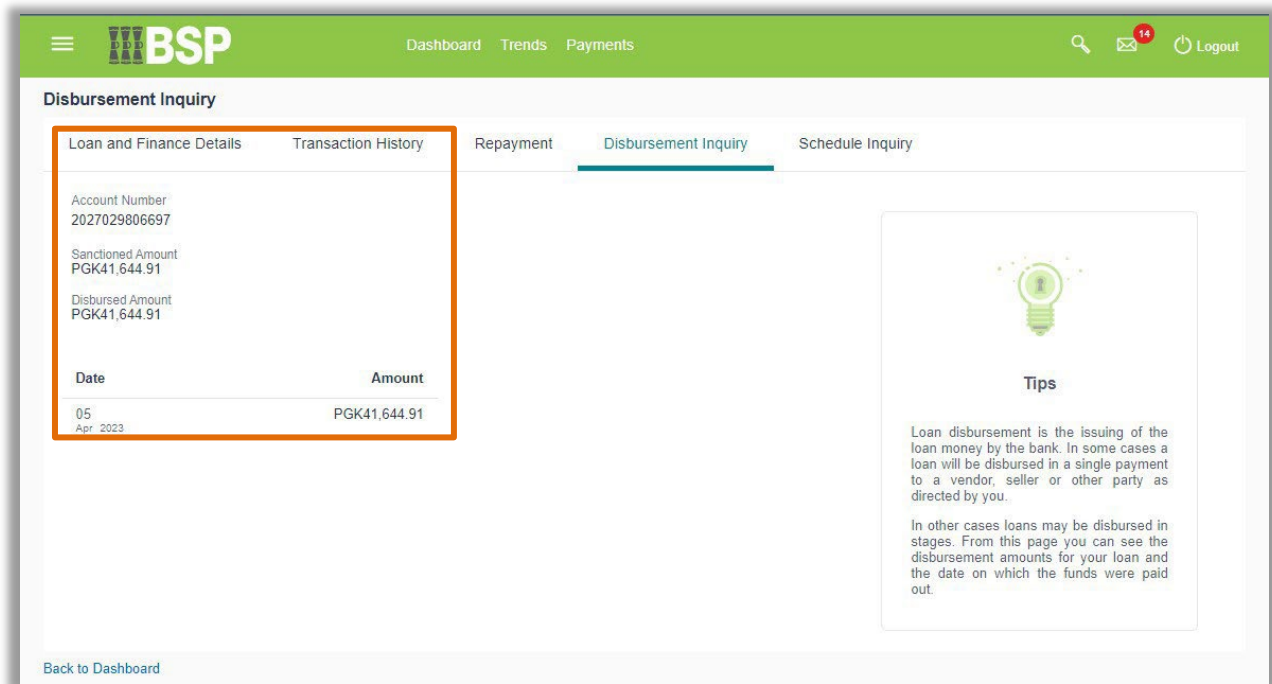 BSP
Dashboard Trends Payments
14
Logout
Disbursement Inquiry
Loan and Finance Details Transaction History Repayment Disbursement Inquiry Schedule Inquiry
Account Number
2027029806697
Sanctioned Amount
PGK41,644.91
Disbursed Amount
PGK41,644.91
Date Amount
05 PGK41,644.91
Apr 2023
Tips
Loan disbursement is the issuing of the
loan money by the bank. In some cases a
loan will be disbursed in a single payment
to a vendor, seller or other party as
directed by you.
In other cases loans may be disbursed in
stages. From this page you can see the
disbursement amounts for your loan and
the date on which the funds were paid
out.
Back to Dashboard